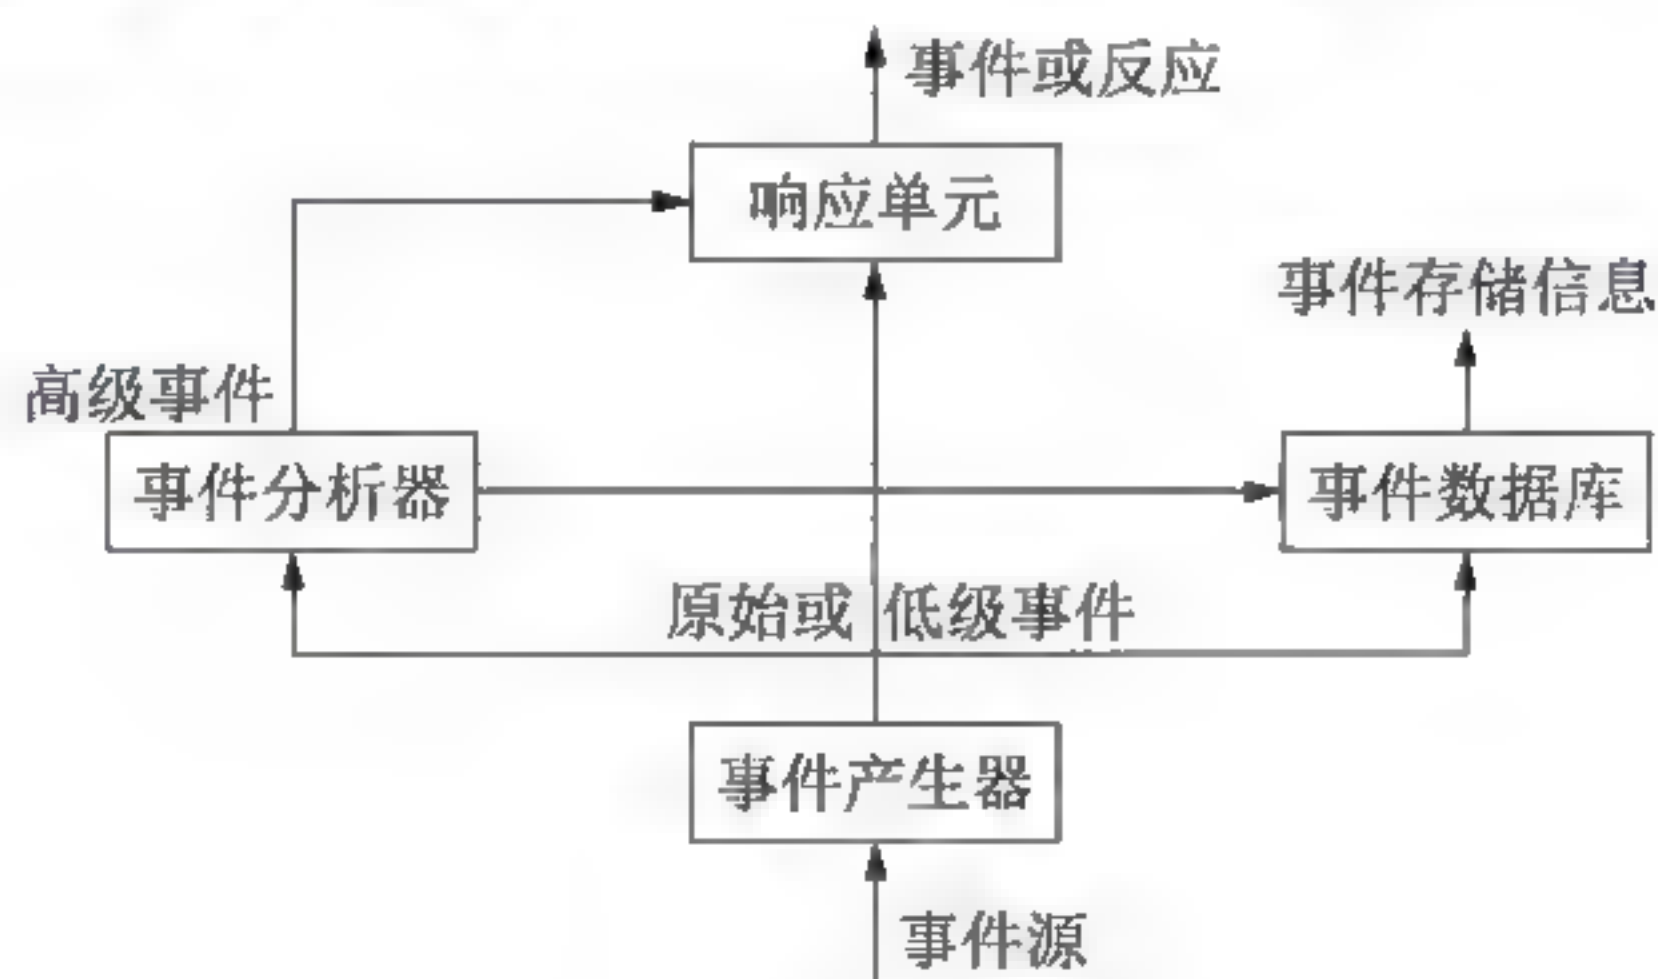 事件或反应
响应单元
事件存储信息
高级事件
事件分析器
事件数据库
原始或 低级事件
事件产生器
事件源